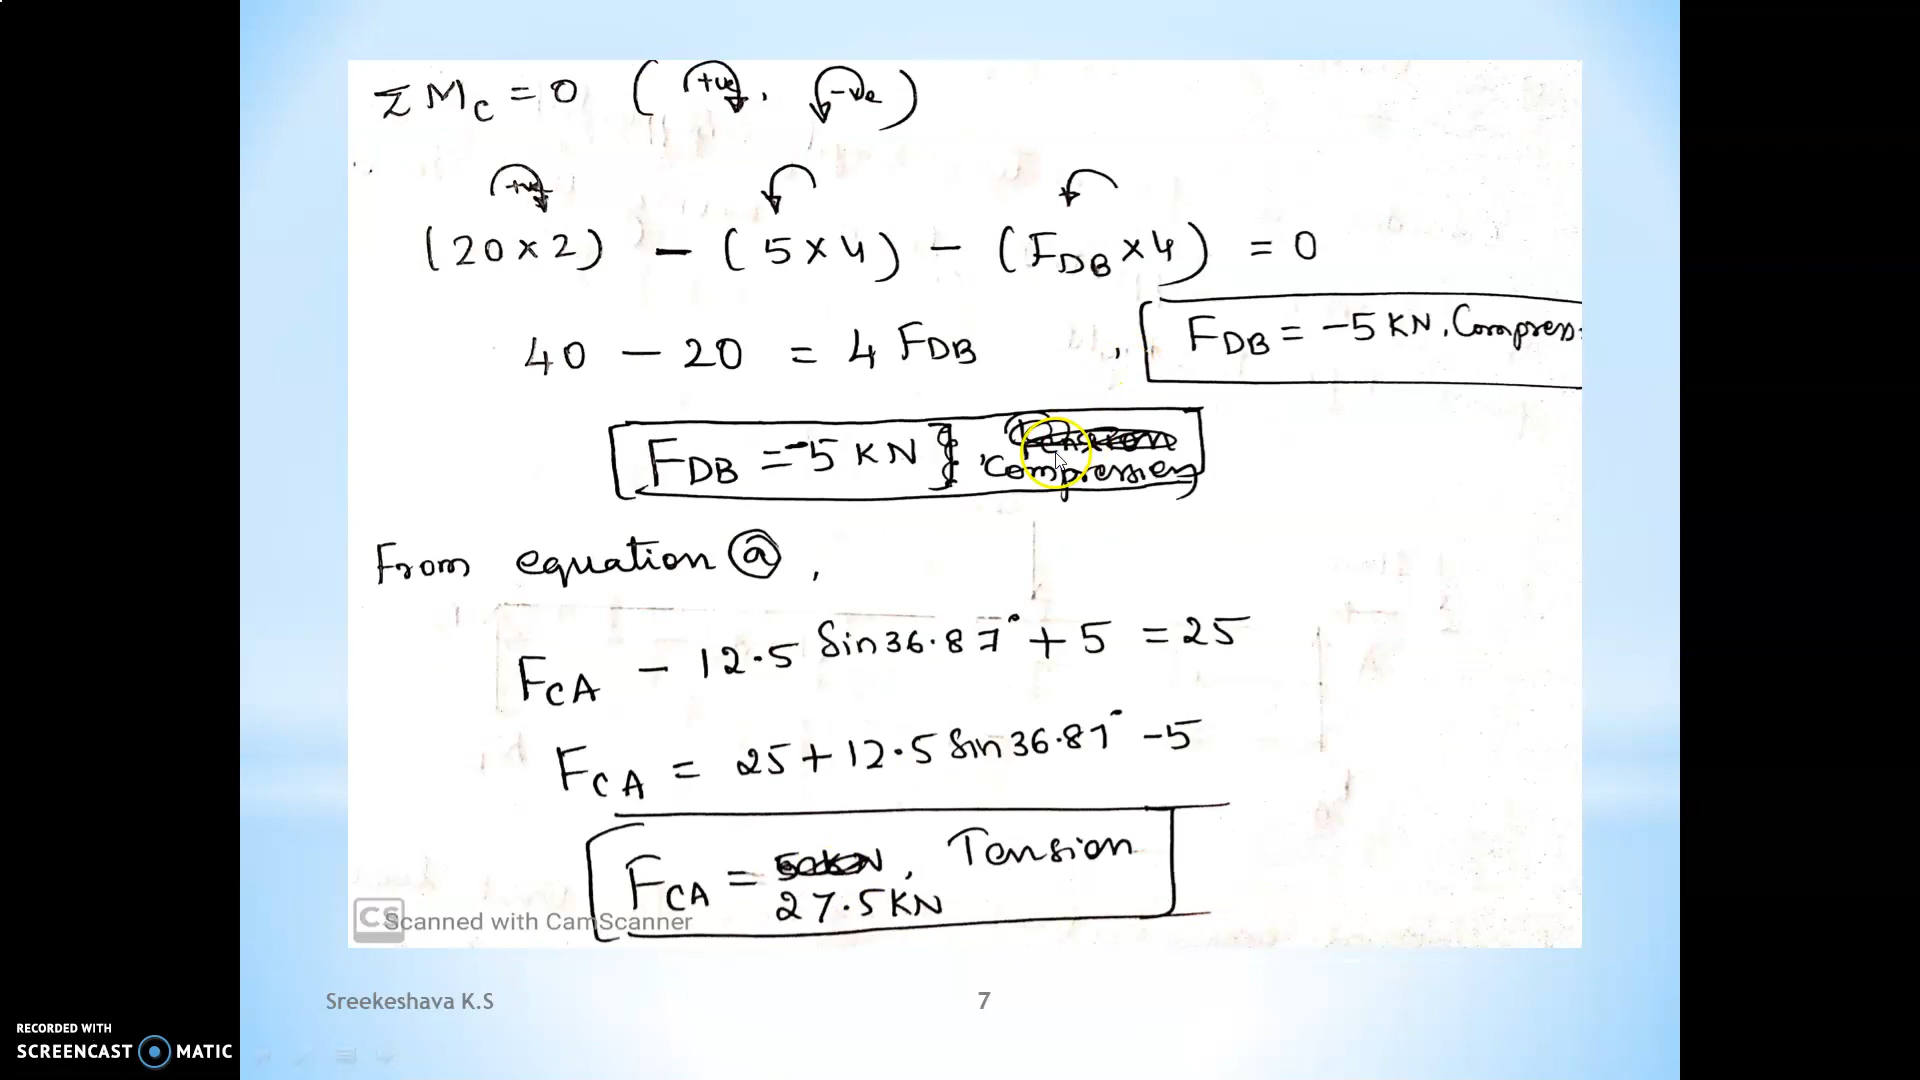 ΣM_C = 0 ( +ve, -ve )
+ve
(20 × 2) - (5 × 4) - (F_DB × 4) = 0
40 - 20 = 4 F_DB
, F_DB = -5 KN, Compress
F_DB = -5 KN } Compression
From equation ⓐ,
F_CA - 12.5 Sin 36.87° + 5 = 25
F_CA = 25 + 12.5 Sin 36.87° - 5
F_CA = , Tension
27.5 KN
CS Scanned with CamScanner
Sreekeshava K.S
7
RECORDED WITH
SCREENCAST MATIC